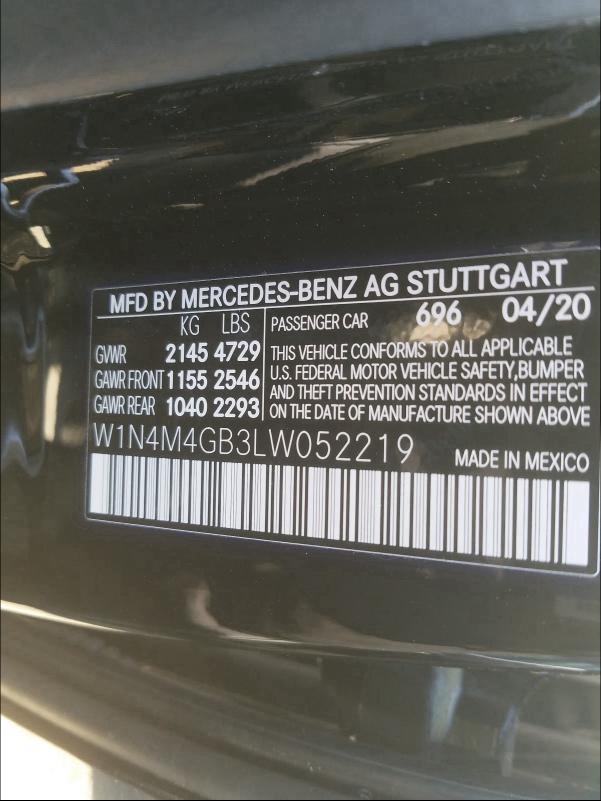 MFD BY MERCEDES-BENZ AG STUTTGART
KG LBS
GVWR 2145 4729
GAWR FRONT 1155 2546
GAWR REAR 1040 2293
PASSENGER CAR 696 04/20
THIS VEHICLE CONFORMS TO ALL APPLICABLE
U.S. FEDERAL MOTOR VEHICLE SAFETY,BUMPER
AND THEFT PREVENTION STANDARDS IN EFFECT
ON THE DATE OF MANUFACTURE SHOWN ABOVE
W1N4M4GB3LW052219
MADE IN MEXICO